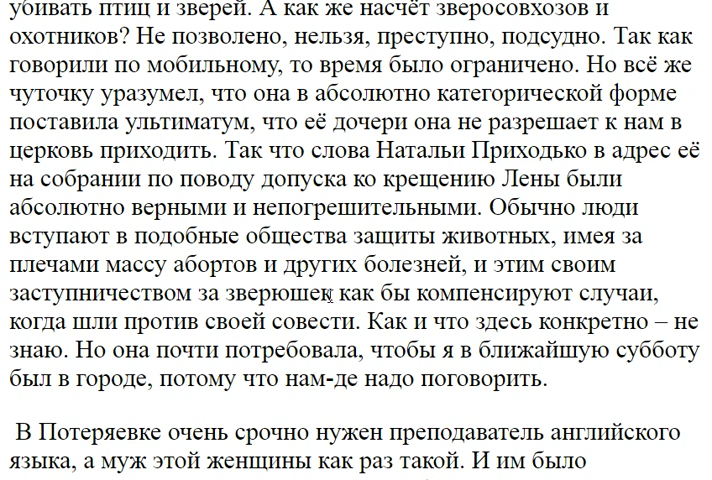 убивать птиц и зверей. А как же насчёт зверосовхозов и
охотников? Не позволено, нельзя, преступно, подсудно. Так как
говорили по мобильному, то время было ограничено. Но всё же
чуточку уразумел, что она в абсолютно категорической форме
поставила ультиматум, что её дочери она не разрешает к нам в
церковь приходить. Так что слова Натальи Приходько в адрес её
на собрании по поводу допуска ко крещению Лены были
абсолютно верными и непогрешительными. Обычно люди
вступают в подобные общества защиты животных, имея за
плечами массу абортов и других болезней, и этим своим
заступничеством за зверюшек как бы компенсируют случаи,
когда шли против своей совести. Как и что здесь конкретно – не
знаю. Но она почти потребовала, чтобы я в ближайшую субботу
был в городе, потому что нам-де надо поговорить.
В Потеряевке очень срочно нужен преподаватель английского
языка, а муж этой женщины как раз такой. И им было